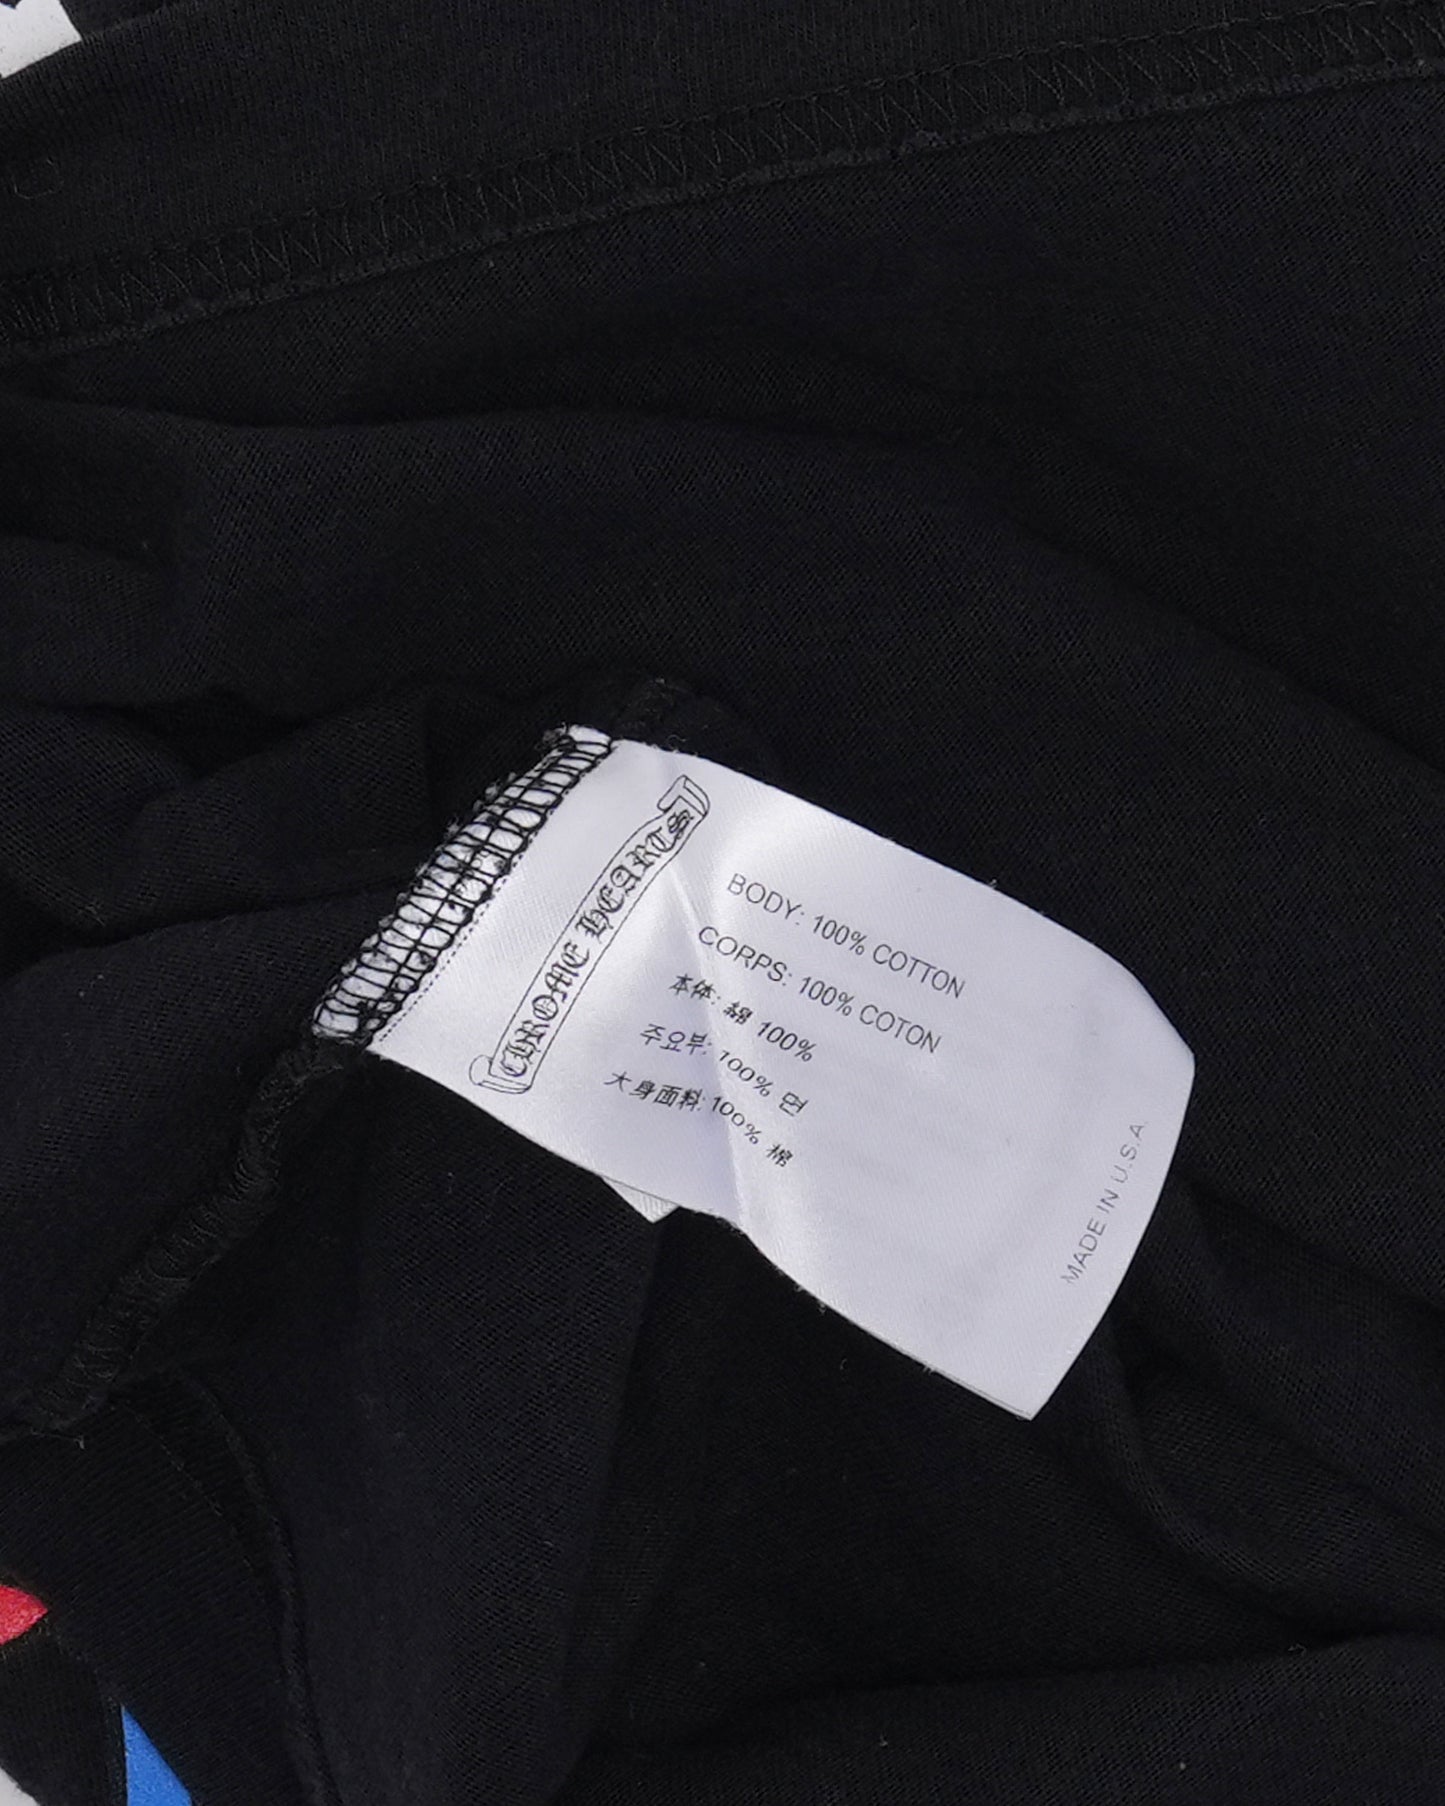 CHROME HEARTS
BODY: 100% COTTON
CORPS: 100% COTON
本体: 綿 100%
주요부: 100% 면
大身面料: 100% 棉
MADE IN U.S.A